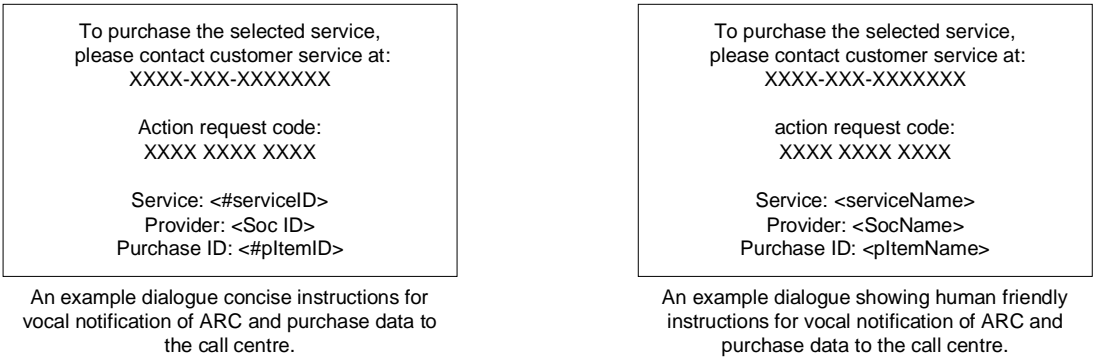 To purchase the selected service,
please contact customer service at:
XXXX-XXX-XXXXXXX
Action request code:
XXXX XXXX XXXX
Service: <#serviceID>
Provider: <Soc ID>
Purchase ID: <#pItemID>
An example dialogue concise instructions for
vocal notification of ARC and purchase data to
the call centre.
To purchase the selected service,
please contact customer service at:
XXXX-XXX-XXXXXXX
action request code:
XXXX XXXX XXXX
Service: <serviceName>
Provider: <SocName>
Purchase ID: <pItemName>
An example dialogue showing human friendly
instructions for vocal notification of ARC and
purchase data to the call centre.